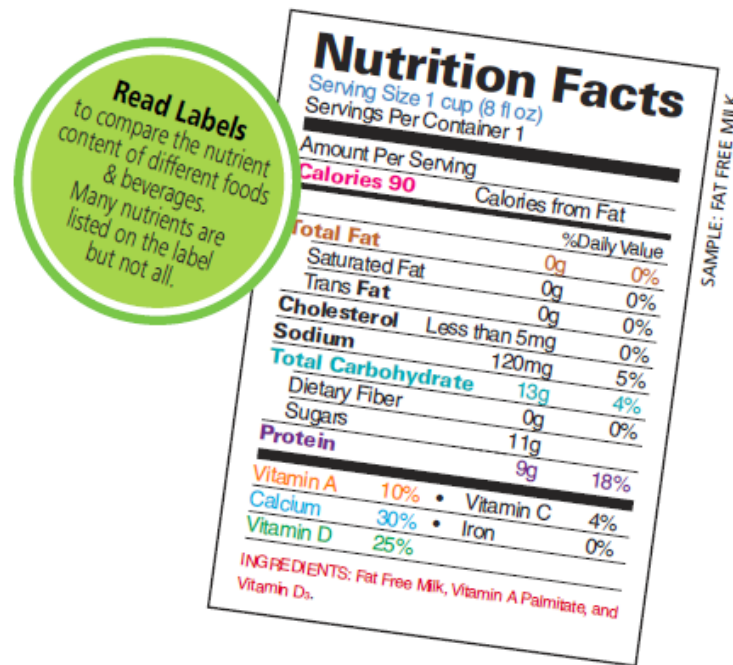 Read Labels
to compare the nutrient
content of different foods
& beverages.
Many nutrients are
listed on the label
but not all.
Nutrition Facts
Serving Size 1 cup (8 fl oz)
Servings Per Container 1
Amount Per Serving
Calories 90 Calories from Fat
%Daily Value
Total Fat 0g 0%
Saturated Fat 0g 0%
Trans Fat 0g 0%
Cholesterol Less than 5mg 0%
Sodium 120mg 5%
Total Carbohydrate 13g 4%
Dietary Fiber 0g 0%
Sugars 11g
Protein 9g 18%
Vitamin A 10% • Vitamin C 4%
Calcium 30% • Iron 0%
Vitamin D 25%
INGREDIENTS: Fat Free Milk, Vitamin A Palmitate, and
Vitamin D₃.
SAMPLE: FAT FREE MILK